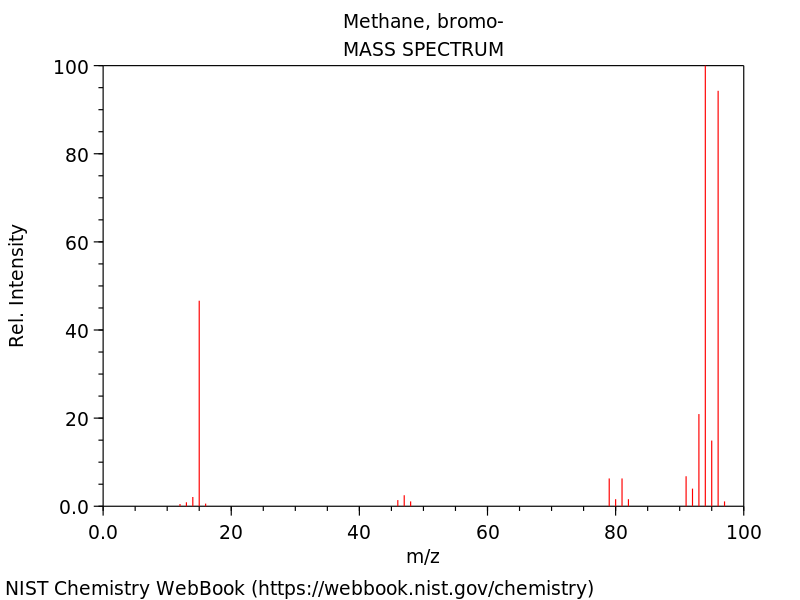 Methane, bromo-
MASS SPECTRUM
100
80
60
40
20
0.0
Rel. Intensity
0.0 20 40 60 80 100
m/z
NIST Chemistry WebBook (https://webbook.nist.gov/chemistry)